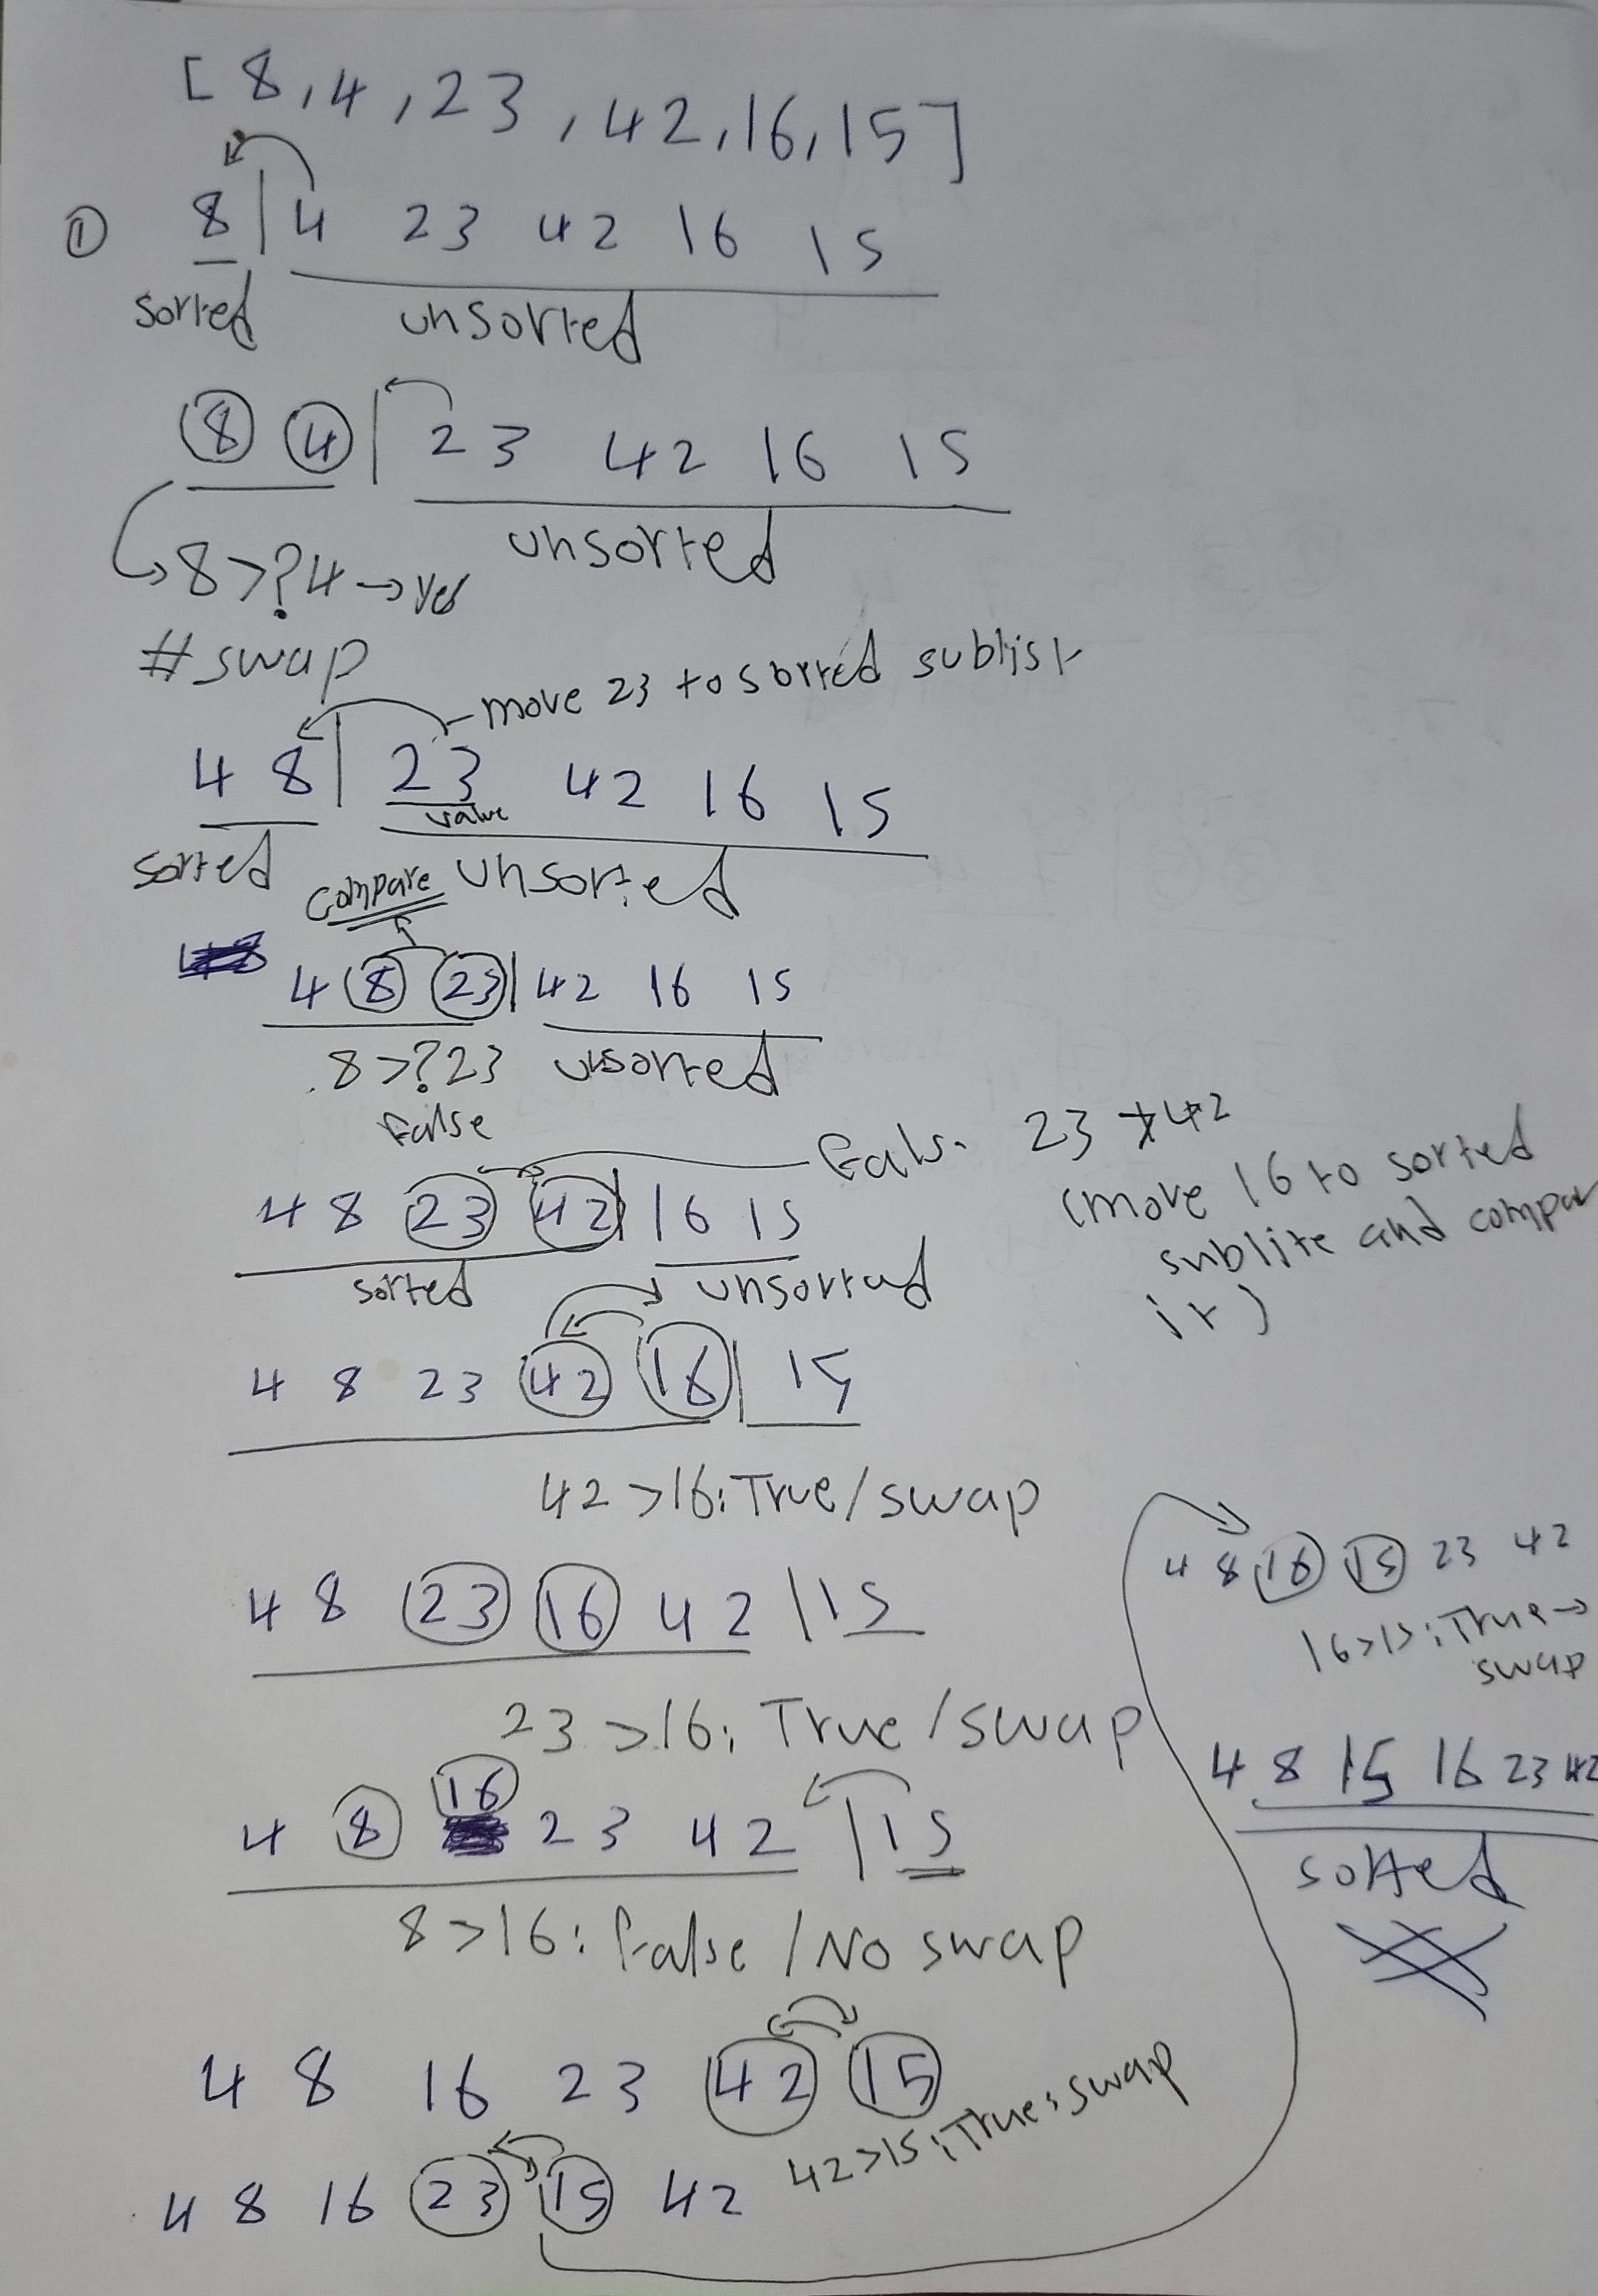 [8,4,23,42,16,15]
① 8 | 4 23 42 16 15
sorted unsorted
8 4 | 23 42 16 15
unsorted
8>?4→Yes
#swap
move 23 to sorted sublist
4 8 | 23 42 16 15
value
sorted unsorted
compare
4 8 23 | 42 16 15
8>?23 unsorted
False
Fals. 23 ≯ 42
4 8 23 42 | 16 15
(move 16 to sorted
sublite and compar
it)
sorted unsorted
4 8 23 42 16 | 15
42>16:True/swap
4 8 23 16 42 | 15
23>16: True/swap
4 8 16 23 42 | 15
8>16: False/No swap
4 8 16 23 42 15
42>15:True:swap
4 8 16 23 15 42
4 8 16 15 23 42
16>15:True→
swap
4 8 15 16 23 42
sorted